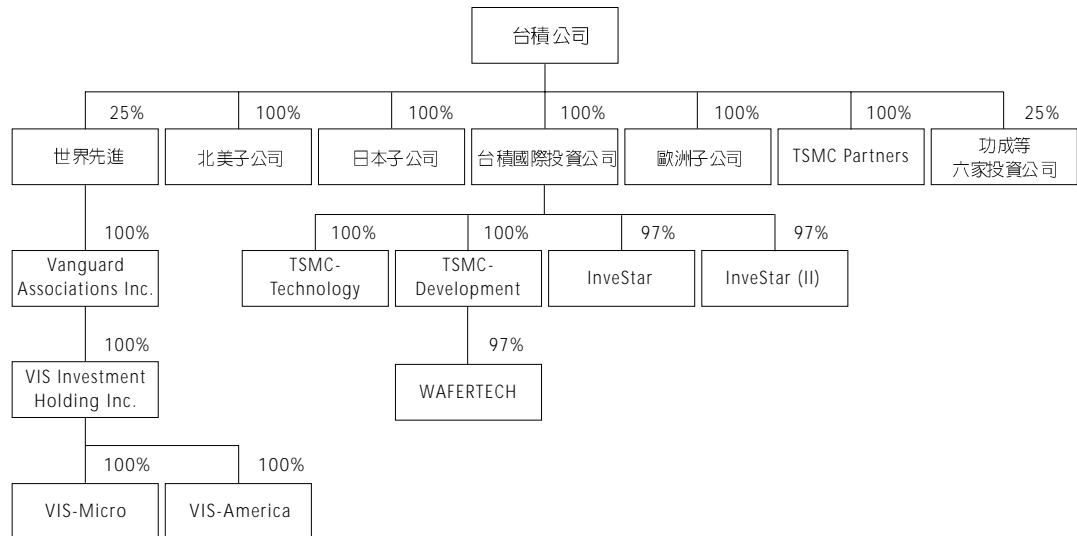 台積公司
25%
100%
100%
100%
100%
100%
25%
世界先進
北美子公司
日本子公司
台積國際投資公司
歐洲子公司
TSMC Partners
功成等
六家投資公司
100%
100%
100%
97%
97%
Vanguard
Associations Inc.
TSMC-
Technology
TSMC-
Development
InveStar
InveStar (II)
100%
97%
VIS Investment
Holding Inc.
WAFERTECH
100%
100%
VIS-Micro
VIS-America